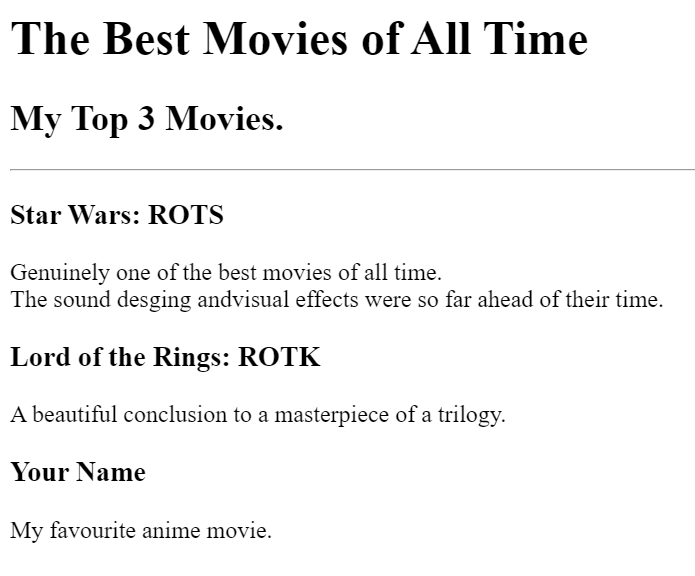 The Best Movies of All Time
My Top 3 Movies.
Star Wars: ROTS
Genuinely one of the best movies of all time.
The sound desging andvisual effects were so far ahead of their time.
Lord of the Rings: ROTK
A beautiful conclusion to a masterpiece of a trilogy.
Your Name
My favourite anime movie.